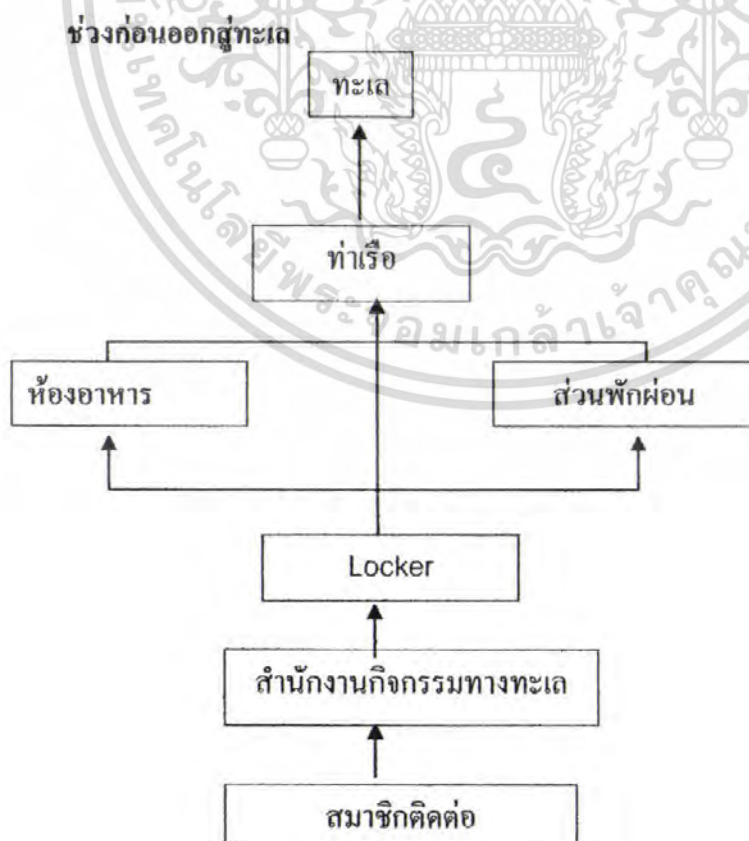 ช่วงก่อนออกสู่ทะเล
ทะเล
ท่าเรือ
ห้องอาหาร
ส่วนพักผ่อน
Locker
สำนักงานกิจกรรมทางทะเล
สมาชิกติดต่อ